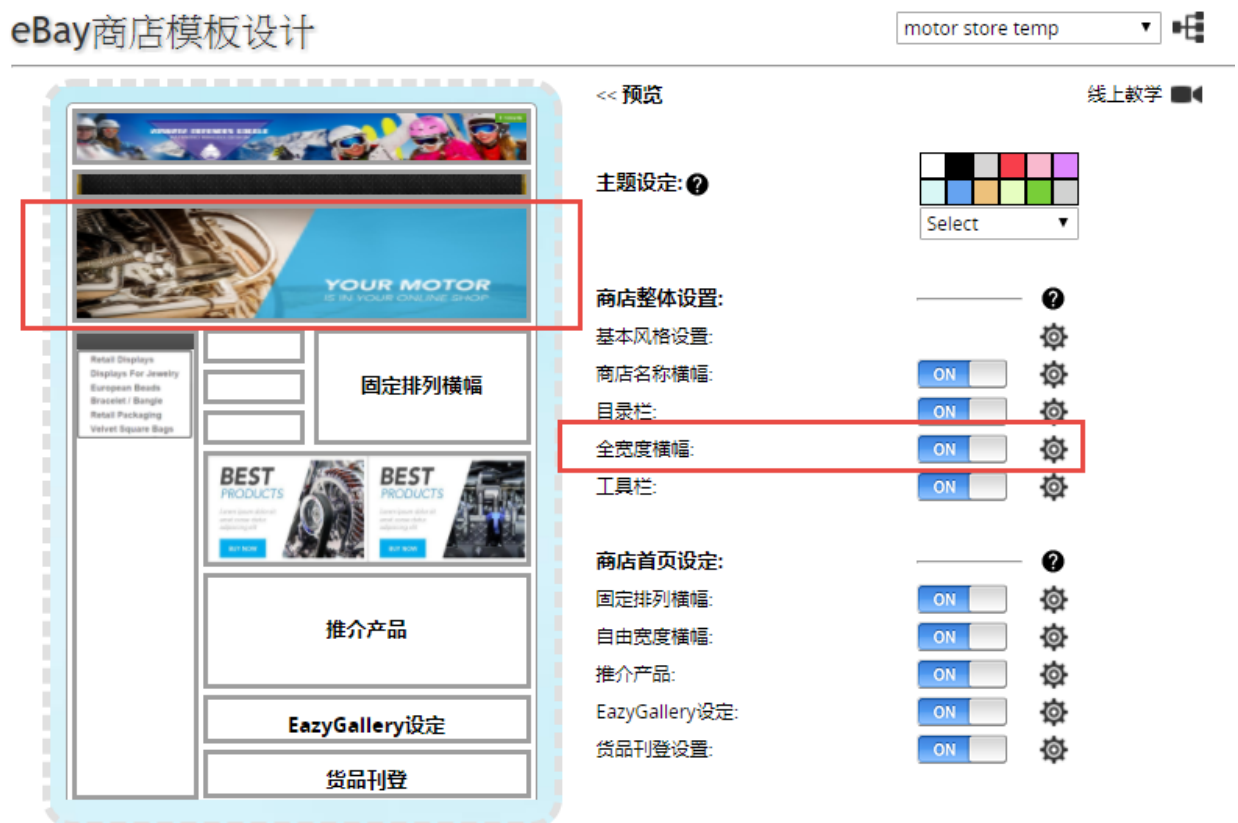 eBay商店模板设计
motor store temp
<< 预览
线上教学
主题设定:
Select
商店整体设置:
基本风格设置:
商店名称横幅:
ON
目录栏:
ON
全宽度横幅:
ON
工具栏:
ON
商店首页设定:
固定排列横幅:
ON
自由宽度横幅:
ON
推介产品:
ON
EazyGallery设定:
ON
货品刊登设置:
ON
YOUR MOTOR
IS IN YOUR ONLINE SHOP
Retail Displays
Displays For Jewelry
European Beads
Bracelet / Bangle
Retail Packaging
Velvet Square Bags
固定排列横幅
BEST
PRODUCTS
BUY NOW
BEST
PRODUCTS
BUY NOW
推介产品
EazyGallery设定
货品刊登